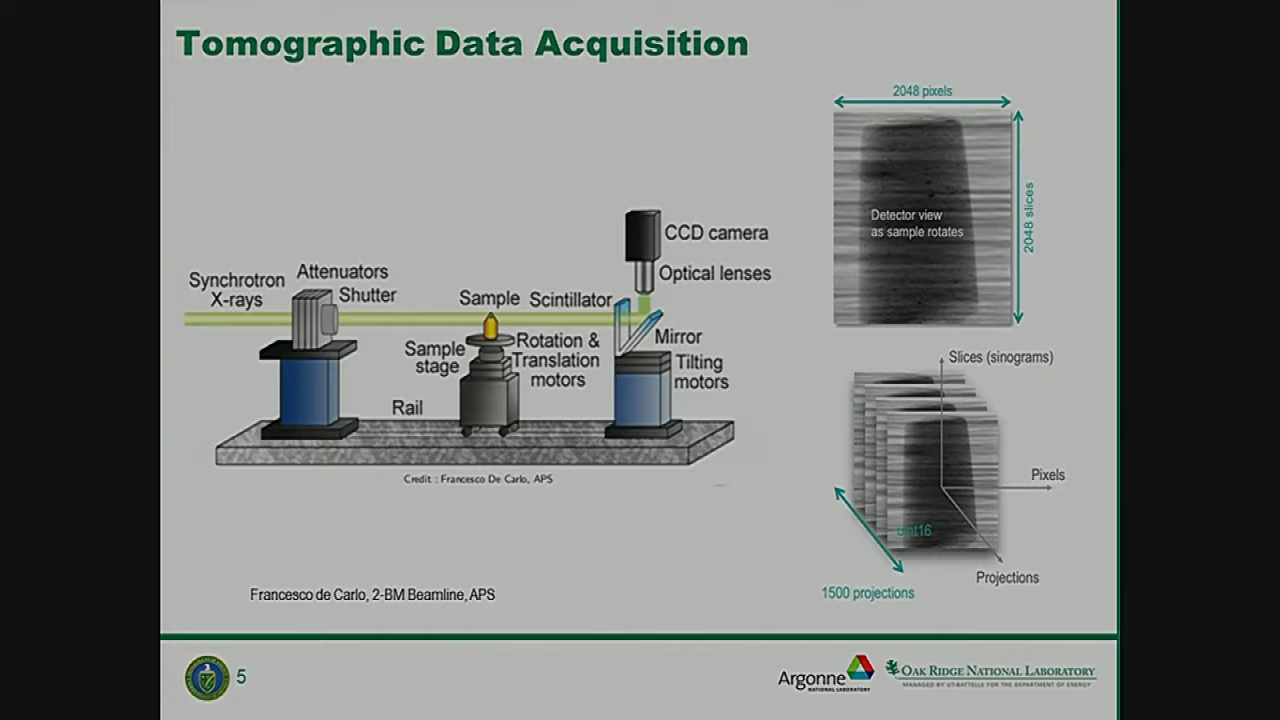 Tomographic Data Acquisition
2048 pixels
Detector view
as sample rotates
2048 slices
CCD camera
Optical lenses
Synchrotron
X-rays
Attenuators
Shutter
Sample
Scintillator
Mirror
Sample
stage
Rotation &
Translation
motors
Tilting
motors
Rail
Credit : Francesco De Carlo, APS
Slices (sinograms)
Pixels
uint16
Projections
1500 projections
Francesco de Carlo, 2-BM Beamline, APS
5
Argonne
NATIONAL LABORATORY
OAK RIDGE NATIONAL LABORATORY
MANAGED BY UT-BATTELLE FOR THE DEPARTMENT OF ENERGY